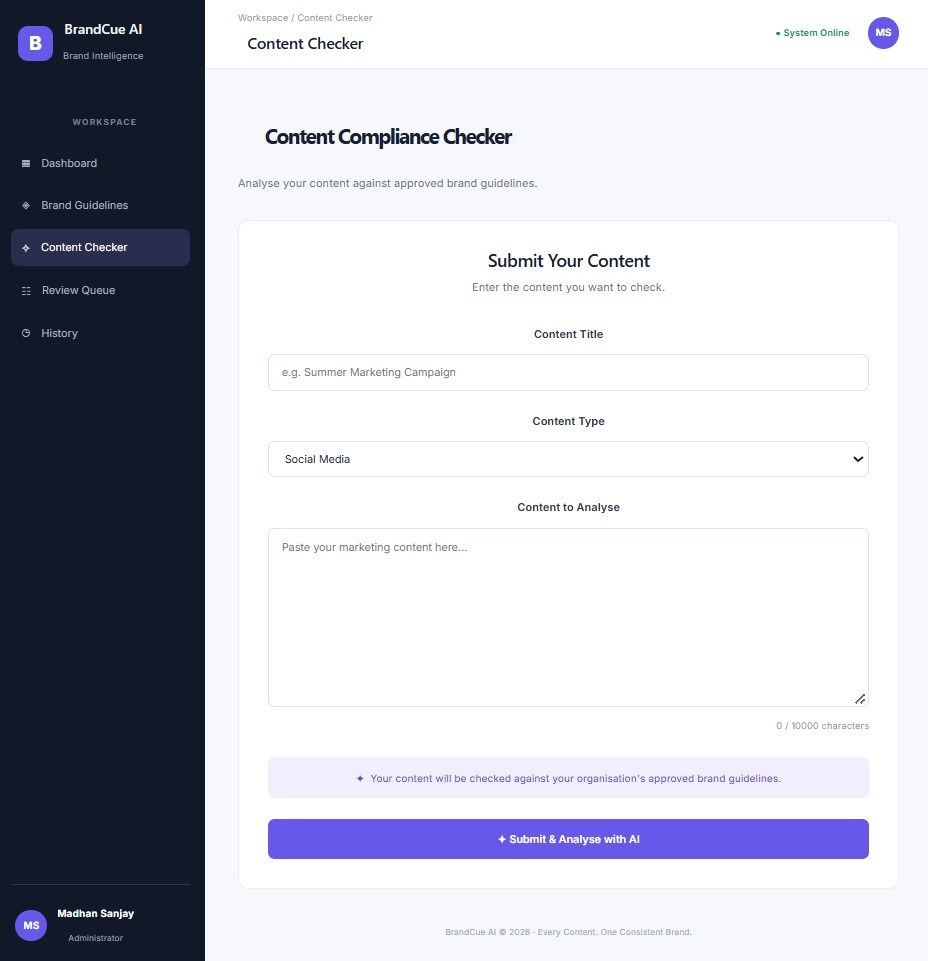 B
BrandCue AI
Brand Intelligence
WORKSPACE
Dashboard
Brand Guidelines
Content Checker
Review Queue
History
MS
Madhan Sanjay
Administrator
Workspace / Content Checker
Content Checker
System Online
MS
Content Compliance Checker
Analyse your content against approved brand guidelines.
Submit Your Content
Enter the content you want to check.
Content Title
e.g. Summer Marketing Campaign
Content Type
Social Media
Content to Analyse
Paste your marketing content here...
0 / 10000 characters
✦ Your content will be checked against your organisation's approved brand guidelines.
✦ Submit & Analyse with AI
BrandCue AI © 2026 · Every Content. One Consistent Brand.